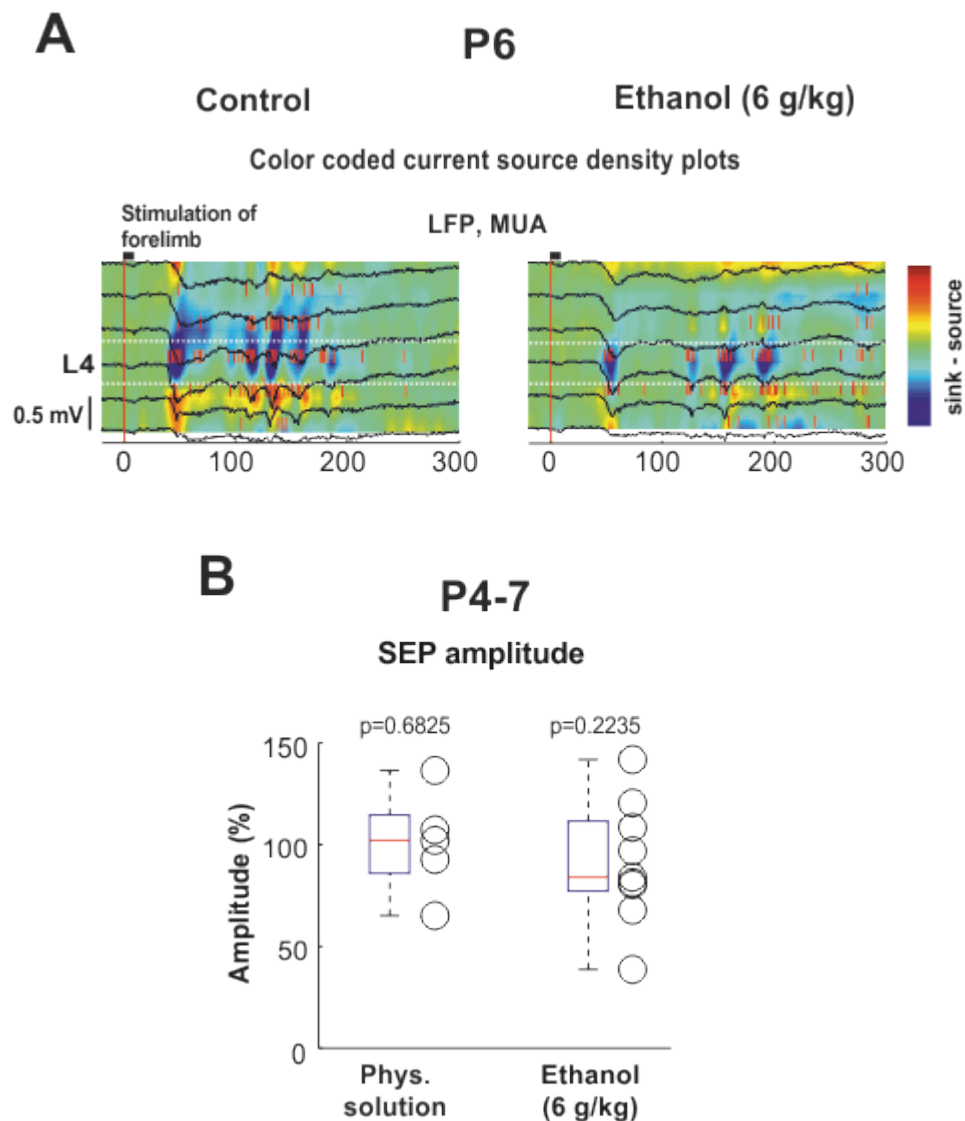 A
P6
Control
Ethanol (6 g/kg)
Color coded current source density plots
Stimulation of
forelimb
LFP, MUA
L4
0.5 mV
0 100 200 300
0 100 200 300
sink - source
B
P4-7
SEP amplitude
p=0.6825
p=0.2235
Amplitude (%)
150
100
50
0
Phys.
solution
Ethanol
(6 g/kg)